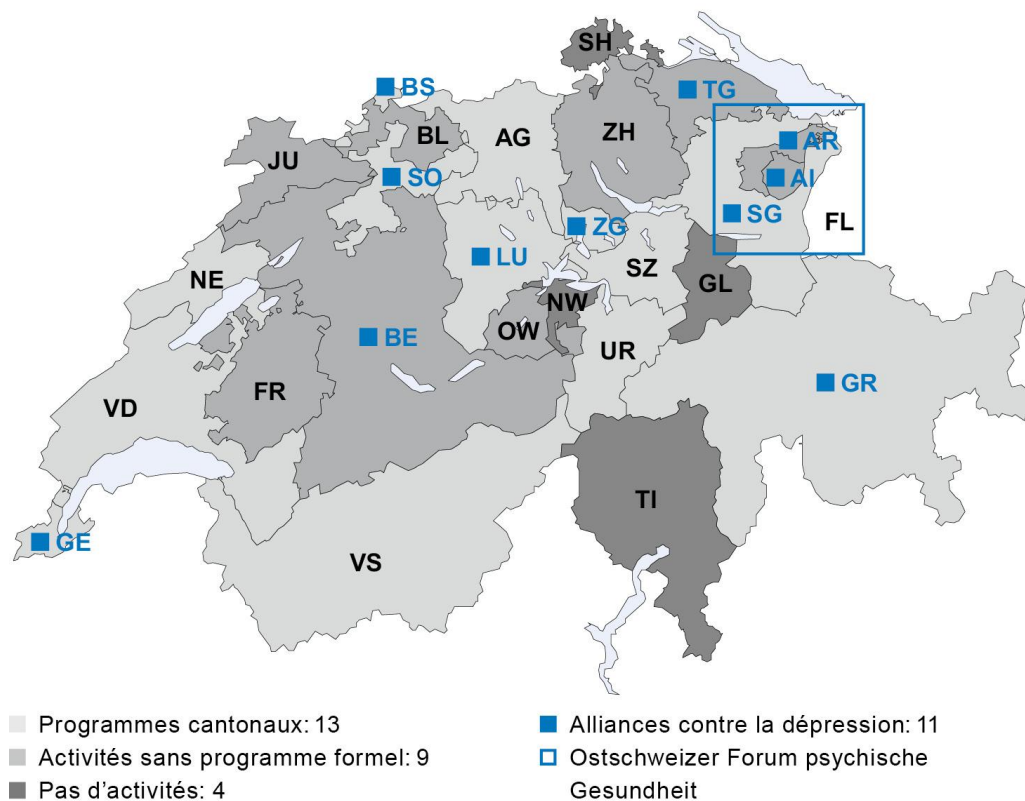 SH
BS
TG
BL
AG
ZH
AR
JU
SO
AI
SG
FL
ZG
LU
SZ
NE
GL
NW
OW
BE
UR
GR
FR
VD
TI
GE
VS
Programmes cantonaux: 13
Activités sans programme formel: 9
Pas d’activités: 4
Alliances contre la dépression: 11
Ostschweizer Forum psychische
Gesundheit